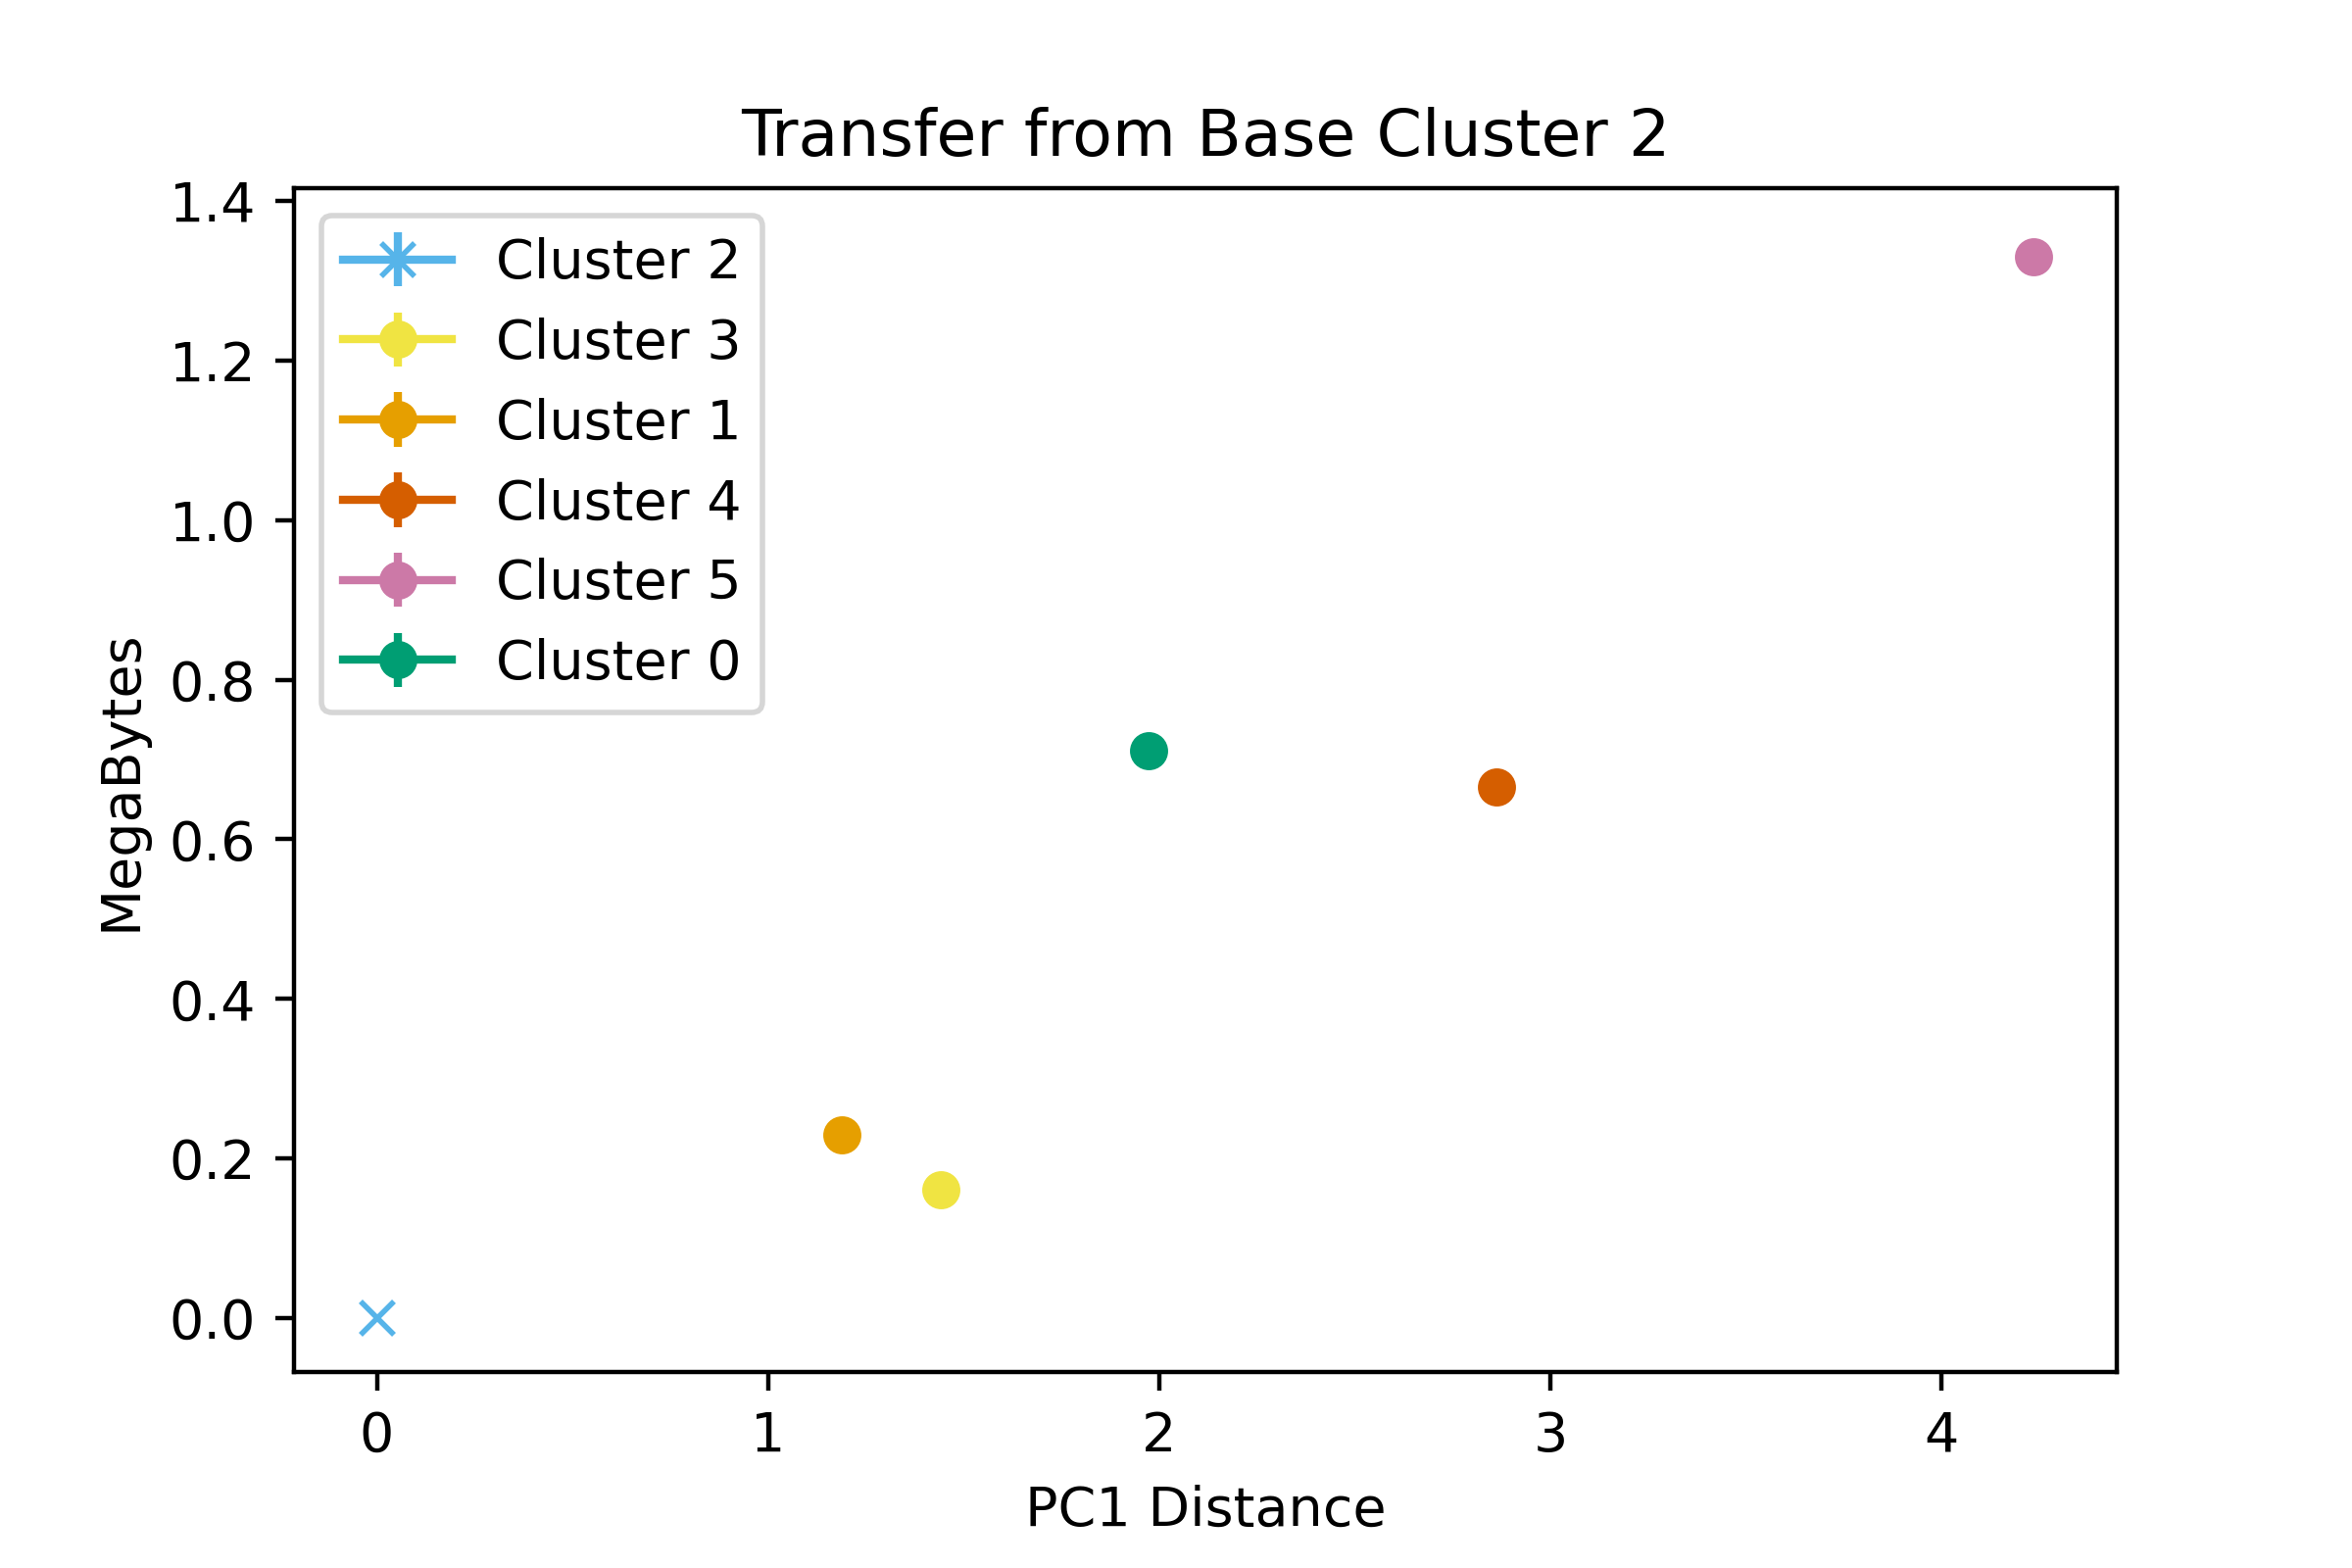 Transfer from Base Cluster 2
MegaBytes
1.4
1.2
1.0
0.8
0.6
0.4
0.2
0.0
Cluster 2
Cluster 3
Cluster 1
Cluster 4
Cluster 5
Cluster 0
0 1 2 3 4
PC1 Distance